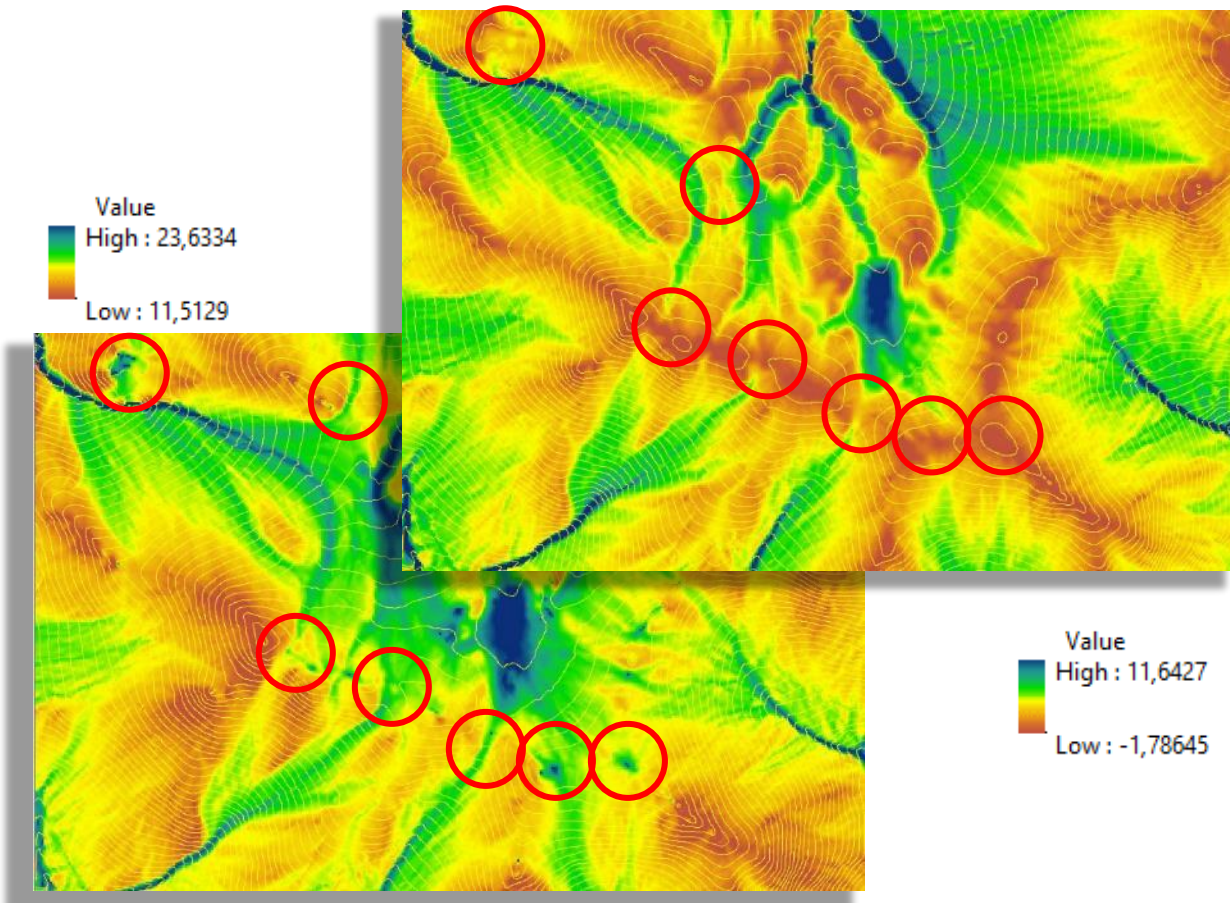 Value
High : 23,6334
Low : 11,5129
Value
High : 11,6427
Low : -1,78645